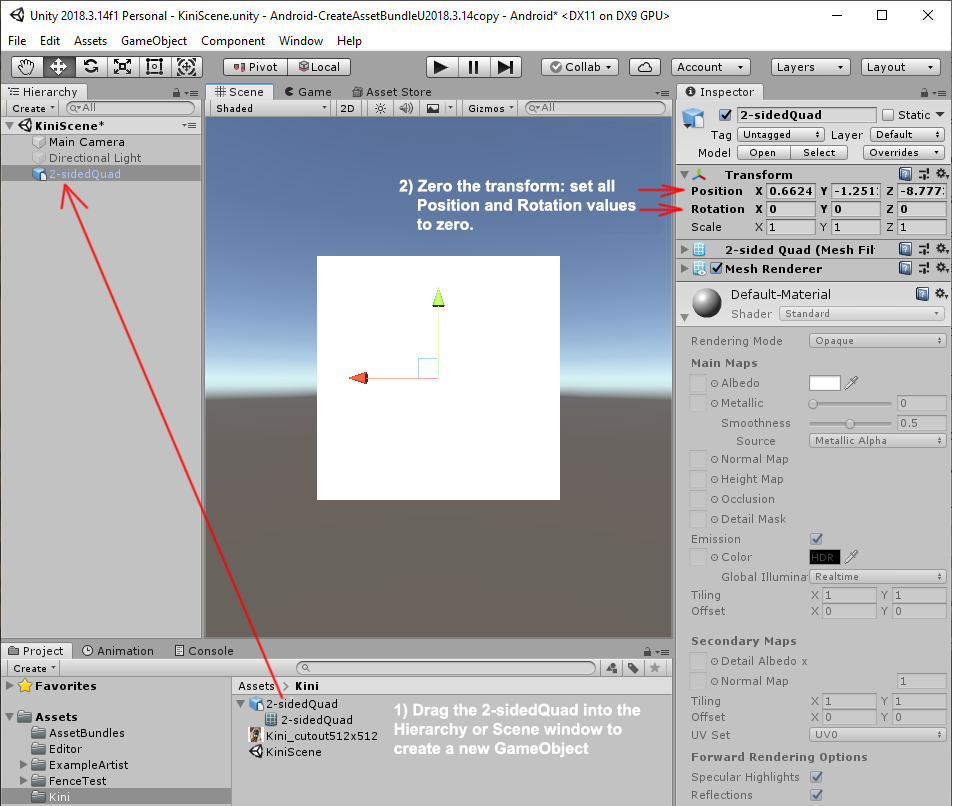 Unity 2018.3.14f1 Personal - KiniScene.unity - Android-CreateAssetBundleU2018.3.14copy - Android* <DX11 on DX9 GPU>
File Edit Assets GameObject Component Window Help
Pivot Local Collab Account Layers Layout
Hierarchy
Create All
KiniScene*
Main Camera
Directional Light
2-sidedQuad
Scene Game Asset Store
Shaded 2D Gizmos All
2) Zero the transform: set all
Position and Rotation values
to zero.
Inspector
2-sidedQuad Static
Tag Untagged Layer Default
Model Open Select Overrides
Transform
Position X 0.6624 Y -1.251 Z -8.777
Rotation X 0 Y 0 Z 0
Scale X 1 Y 1 Z 1
2-sided Quad (Mesh Fil
Mesh Renderer
Default-Material
Shader Standard
Rendering Mode Opaque
Main Maps
Albedo
Metallic 0
Smoothness 0.5
Source Metallic Alpha
Normal Map
Height Map
Occlusion
Detail Mask
Emission
Color HDR
Global Illumina Realtime
Tiling X 1 Y 1
Offset X 0 Y 0
Secondary Maps
Detail Albedo x
Normal Map 1
Tiling X 1 Y 1
Offset X 0 Y 0
UV Set UV0
Forward Rendering Options
Specular Highlights
Reflections
Project Animation Console
Create
Favorites
Assets
AssetBundles
Editor
ExampleArtist
FenceTest
Kini
Assets > Kini
2-sidedQuad
2-sidedQuad
Kini_cutout512x512
KiniScene
1) Drag the 2-sidedQuad into the
Hierarchy or Scene window to
create a new GameObject